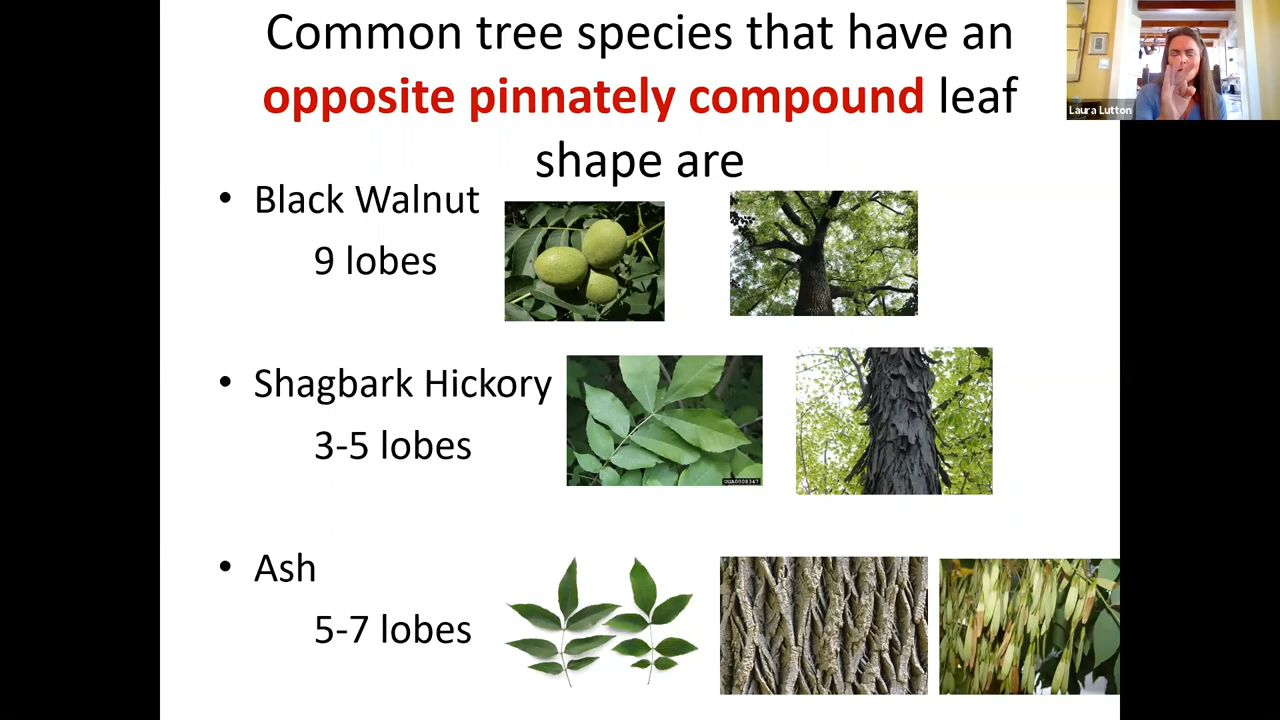 Common tree species that have an
opposite pinnately compound leaf
shape are
• Black Walnut
9 lobes
• Shagbark Hickory
3-5 lobes
• Ash
5-7 lobes
Laura Lutton
UGA0008347